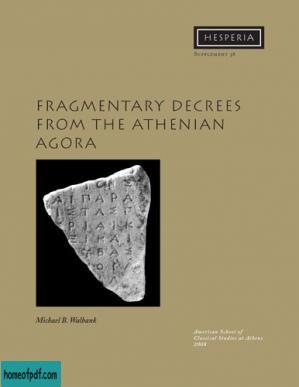 HESPERIA
SUPPLEMENT 38
FRAGMENTARY DECREES
FROM THE ATHENIAN
AGORA
Michael B. Walbank
American School of
Classical Studies at Athens
2008
homeofpdf.com